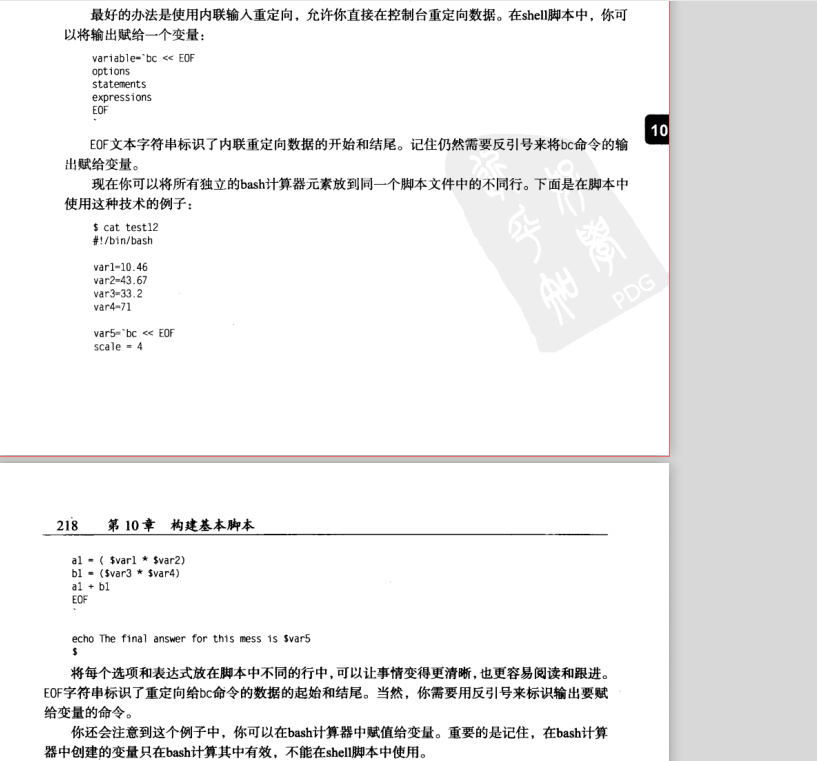 最好的办法是使用内联输入重定向，允许你直接在控制台重定向数据。在shell脚本中，你可
以将输出赋给一个变量：
variable=`bc << EOF
options
statements
expressions
EOF
`
10
EOF文本字符串标识了内联重定向数据的开始和结尾。记住仍然需要反引号来将bc命令的输
出赋给变量。
现在你可以将所有独立的bash计算器元素放到同一个脚本文件中的不同行。下面是在脚本中
使用这种技术的例子：
$ cat test12
#!/bin/bash
var1=10.46
var2=43.67
var3=33.2
var4=71
var5=`bc << EOF
scale = 4
PDG
218 第 10 章 构建基本脚本
a1 = ( $var1 * $var2)
b1 = ($var3 * $var4)
a1 + b1
EOF
`
echo The final answer for this mess is $var5
$
将每个选项和表达式放在脚本中不同的行中，可以让事情变得更清晰，也更容易阅读和跟进。
EOF字符串标识了重定向给bc命令的数据的起始和结尾。当然，你需要用反引号来标识输出要赋
给变量的命令。
你还会注意到这个例子中，你可以在bash计算器中赋值给变量。重要的是记住，在bash计算
器中创建的变量只在bash计算其中有效，不能在shell脚本中使用。